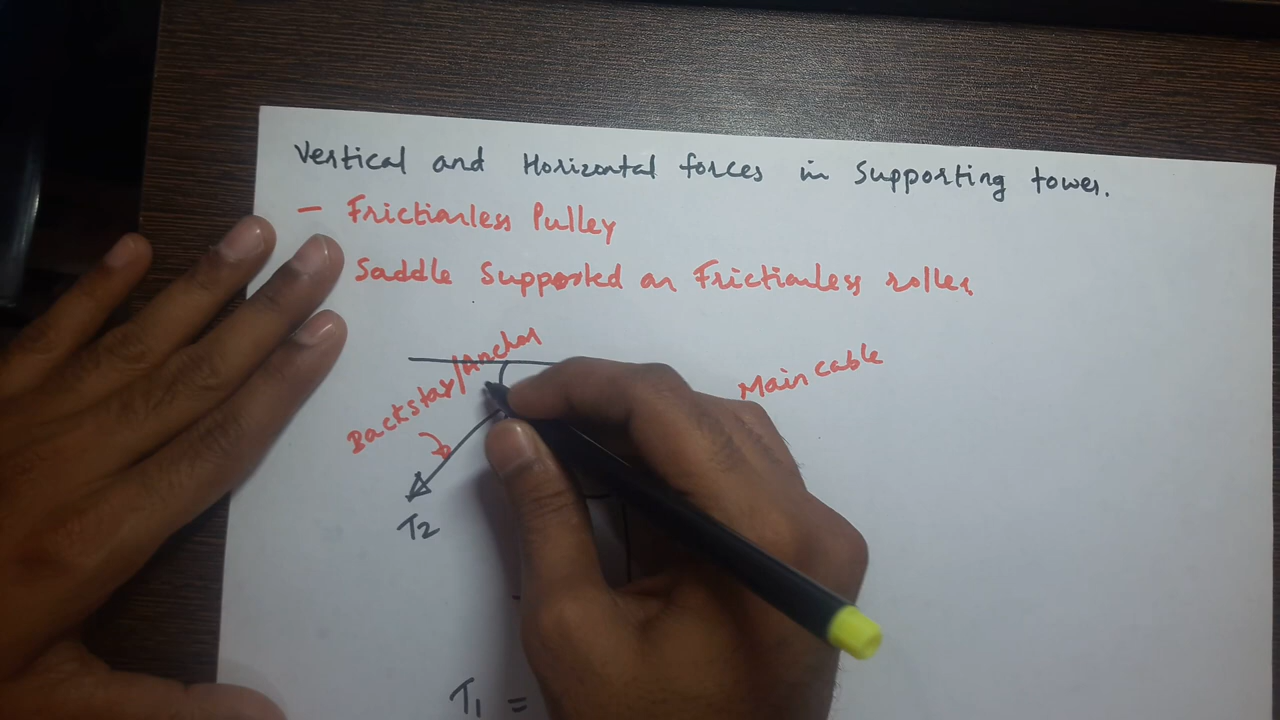 Vertical and Horizontal forces in Supporting tower.
- Frictionless Pulley
Saddle Supported on Frictionless roller
Backstay/Anchor
Main cable
T2
T1 =